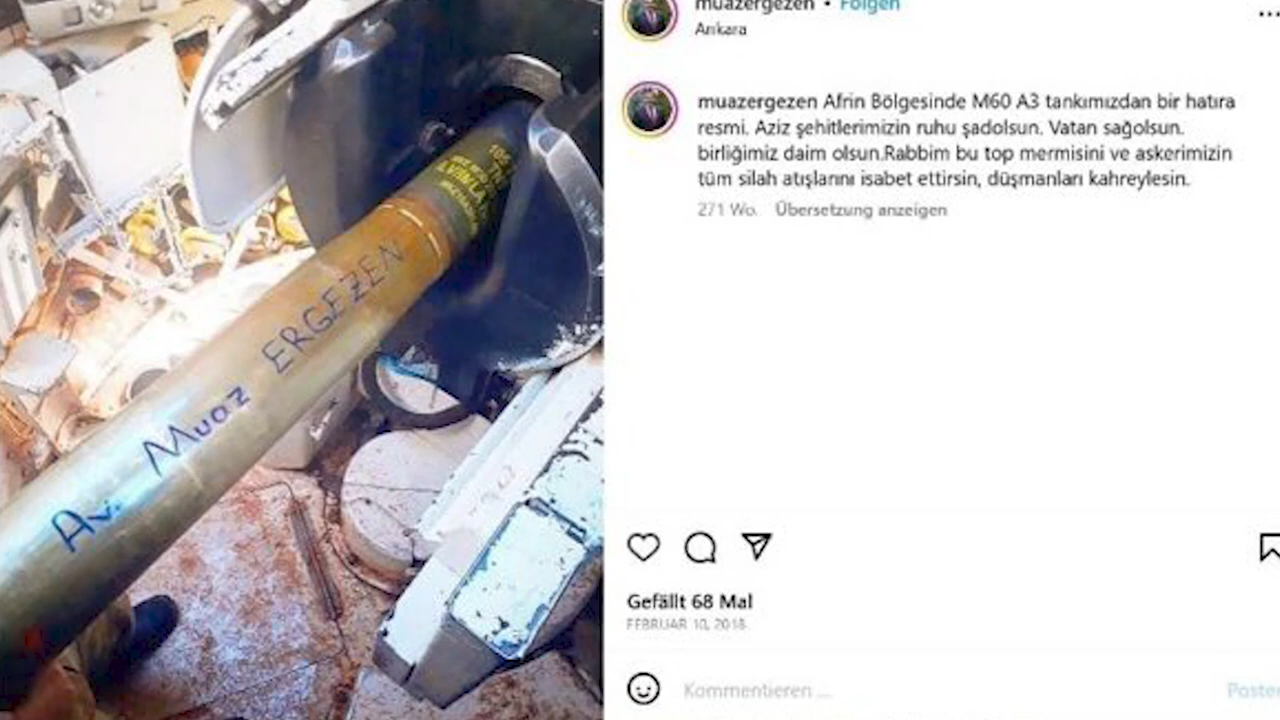 Av. Muaz ERGEZEN
muazergezen • Folgen
Ankara
muazergezen Afrin Bölgesinde M60 A3 tankımızdan bir hatıra
resmi. Aziz şehitlerimizin ruhu şadolsun. Vatan sağolsun.
birliğimiz daim olsun.Rabbim bu top mermisini ve askerimizin
tüm silah atışlarını isabet ettirsin, düşmanları kahreylesin.
271 Wo. Übersetzung anzeigen
Gefällt 68 Mal
FEBRUAR 10, 2018
Kommentieren ...